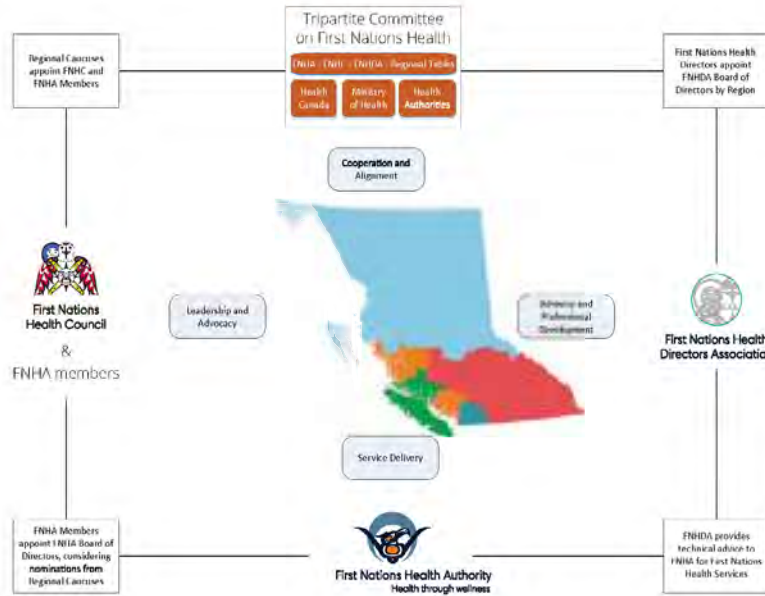 Tripartite Committee
on First Nations Health
FNHA - FNHC - FNHDA - Regional Tables
Health
Canada
Ministry
of Health
Health
Authorities
Regional Caucuses
appoint FNHC and
FNHA Members
First Nations Health
Directors appoint
FNHDA Board of
Directors by Region
Cooperation and
Alignment
First Nations
Health Council
&
FNHA members
Leadership and
Advocacy
Advisory and
Professional
Development
First Nations Health
Directors Association
Service Delivery
FNHA Members
appoint FNHA Board of
Directors, considering
nominations from
Regional Caucuses
First Nations Health Authority
Health through wellness
FNHDA provides
technical advice to
FNHA for First Nations
Health Services